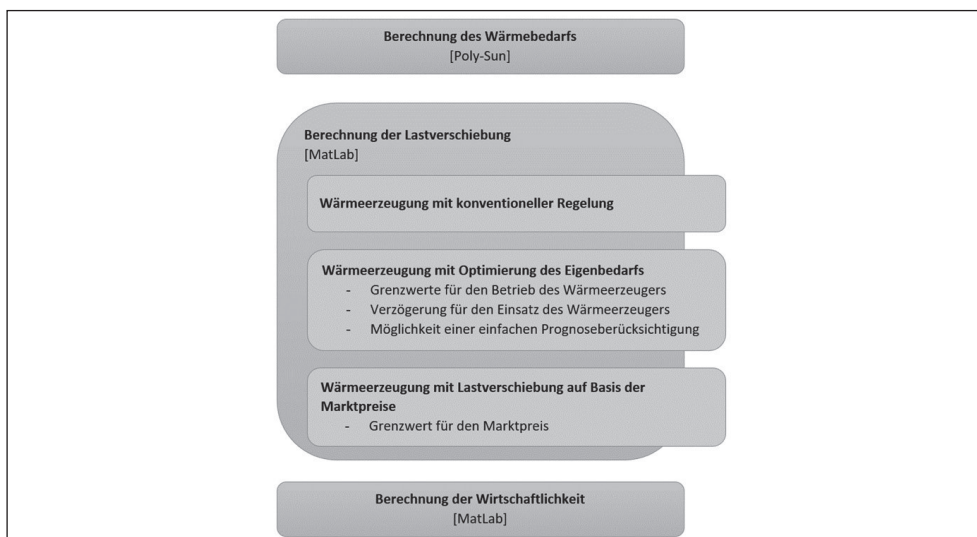 Berechnung des Wärmebedarfs
[Poly-Sun]
Berechnung der Lastverschiebung
[MatLab]
Wärmeerzeugung mit konventioneller Regelung
Wärmeerzeugung mit Optimierung des Eigenbedarfs
- Grenzwerte für den Betrieb des Wärmeerzeugers
- Verzögerung für den Einsatz des Wärmeerzeugers
- Möglichkeit einer einfachen Prognoseberücksichtigung
Wärmeerzeugung mit Lastverschiebung auf Basis der
Marktpreise
- Grenzwert für den Marktpreis
Berechnung der Wirtschaftlichkeit
[MatLab]